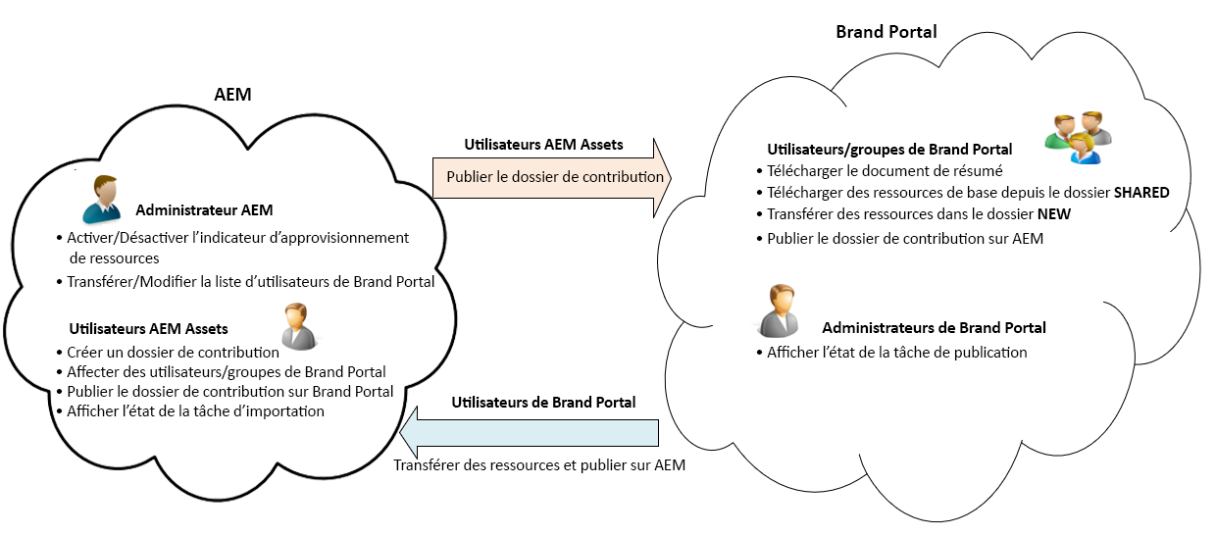 AEM
Administrateur AEM
• Activer/Désactiver l’indicateur d’approvisionnement
de ressources
• Transférer/Modifier la liste d’utilisateurs de Brand Portal
Utilisateurs AEM Assets
• Créer un dossier de contribution
• Affecter des utilisateurs/groupes de Brand Portal
• Publier le dossier de contribution sur Brand Portal
• Afficher l’état de la tâche d’importation
Utilisateurs AEM Assets
Publier le dossier de contribution
Utilisateurs de Brand Portal
Transférer des ressources et publier sur AEM
Brand Portal
Utilisateurs/groupes de Brand Portal
• Télécharger le document de résumé
• Télécharger des ressources de base depuis le dossier SHARED
• Transférer des ressources dans le dossier NEW
• Publier le dossier de contribution sur AEM
Administrateurs de Brand Portal
• Afficher l’état de la tâche de publication